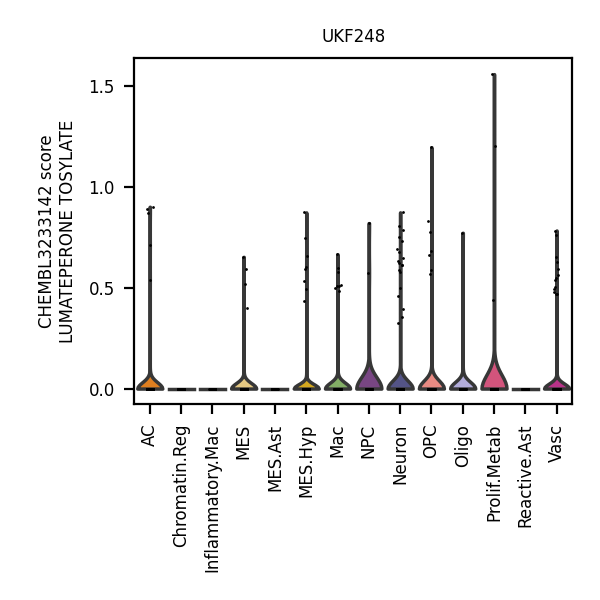 UKF248
CHEMBL3233142 score
LUMATEPERONE TOSYLATE
1.5
1.0
0.5
0.0
AC
Chromatin.Reg
Inflammatory.Mac
MES
MES.Ast
MES.Hyp
Mac
NPC
Neuron
OPC
Oligo
Prolif.Metab
Reactive.Ast
Vasc